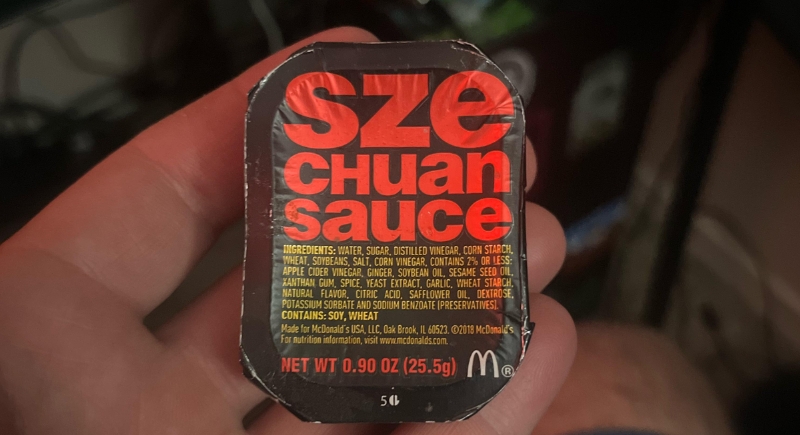 sze
CHuan
sauce
INGREDIENTS: WATER, SUGAR, DISTILLED VINEGAR, CORN STARCH,
WHEAT, SOYBEANS, SALT, CORN VINEGAR, CONTAINS 2% OR LESS:
APPLE CIDER VINEGAR, GINGER, SOYBEAN OIL, SESAME SEED OIL,
XANTHAN GUM, SPICE, YEAST EXTRACT, GARLIC, WHEAT STARCH,
NATURAL FLAVOR, CITRIC ACID, SAFFLOWER OIL, DEXTROSE,
POTASSIUM SORBATE AND SODIUM BENZOATE (PRESERVATIVES).
CONTAINS: SOY, WHEAT
Made for McDonald's USA, LLC, Oak Brook, IL 60523. ©2018 McDonald's
For nutrition information, visit www.mcdonalds.com.
NET WT 0.90 OZ (25.5g) M®
5